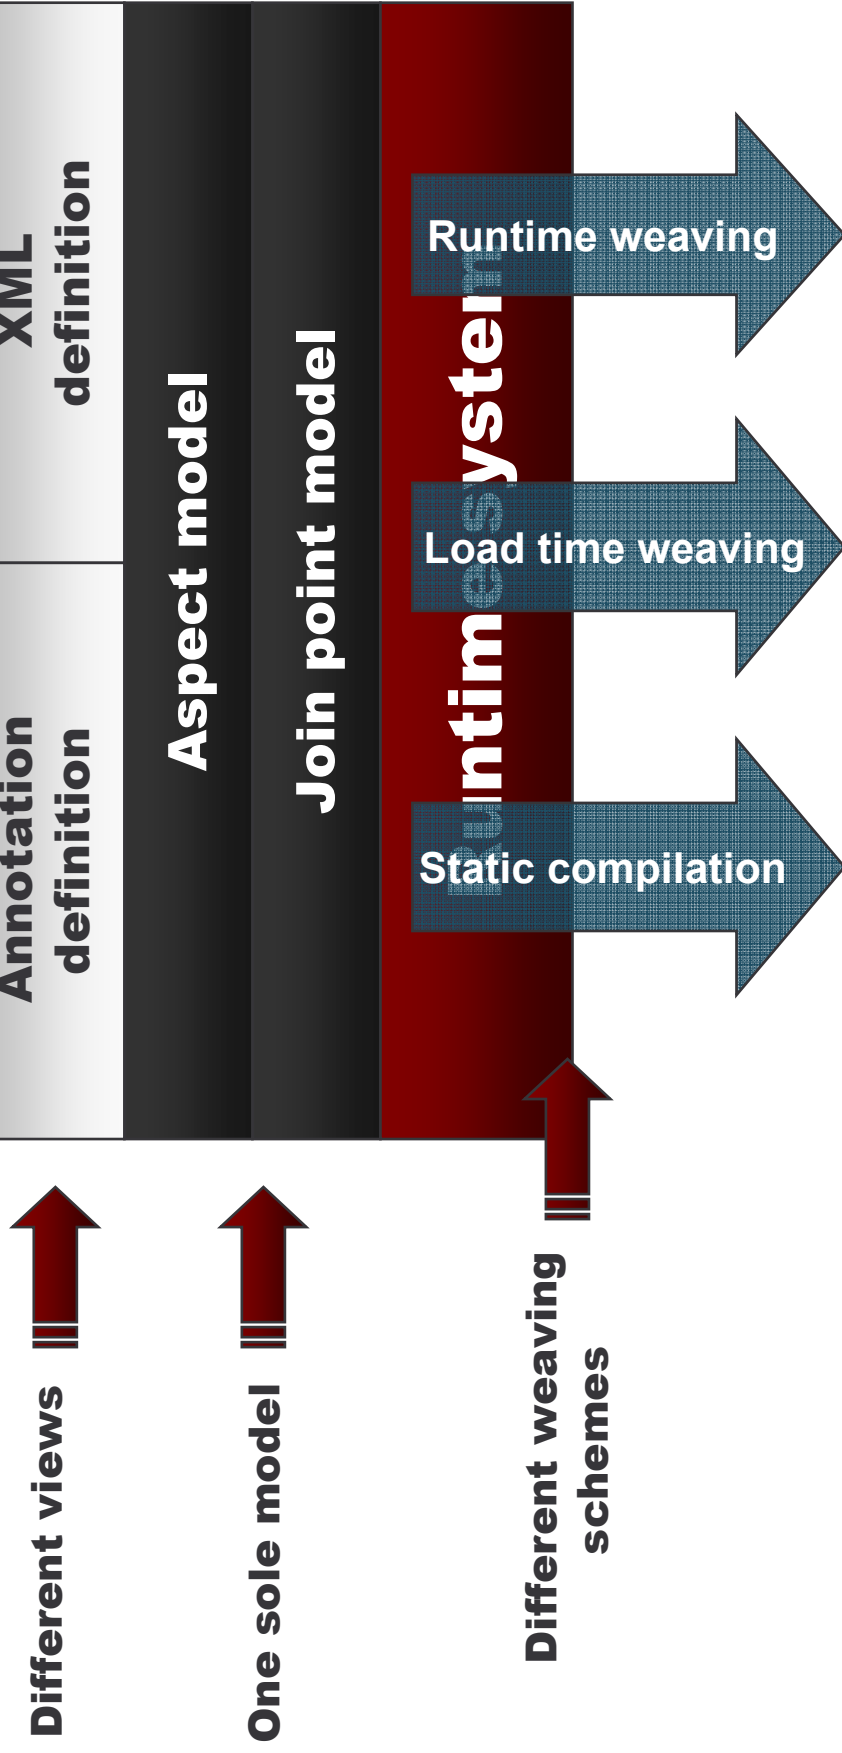 Annotation
definition
XML
definition
Aspect model
Join point model
Runtime system
Runtime weaving
Load time weaving
Static compilation
Different views
One sole model
Different weaving
schemes